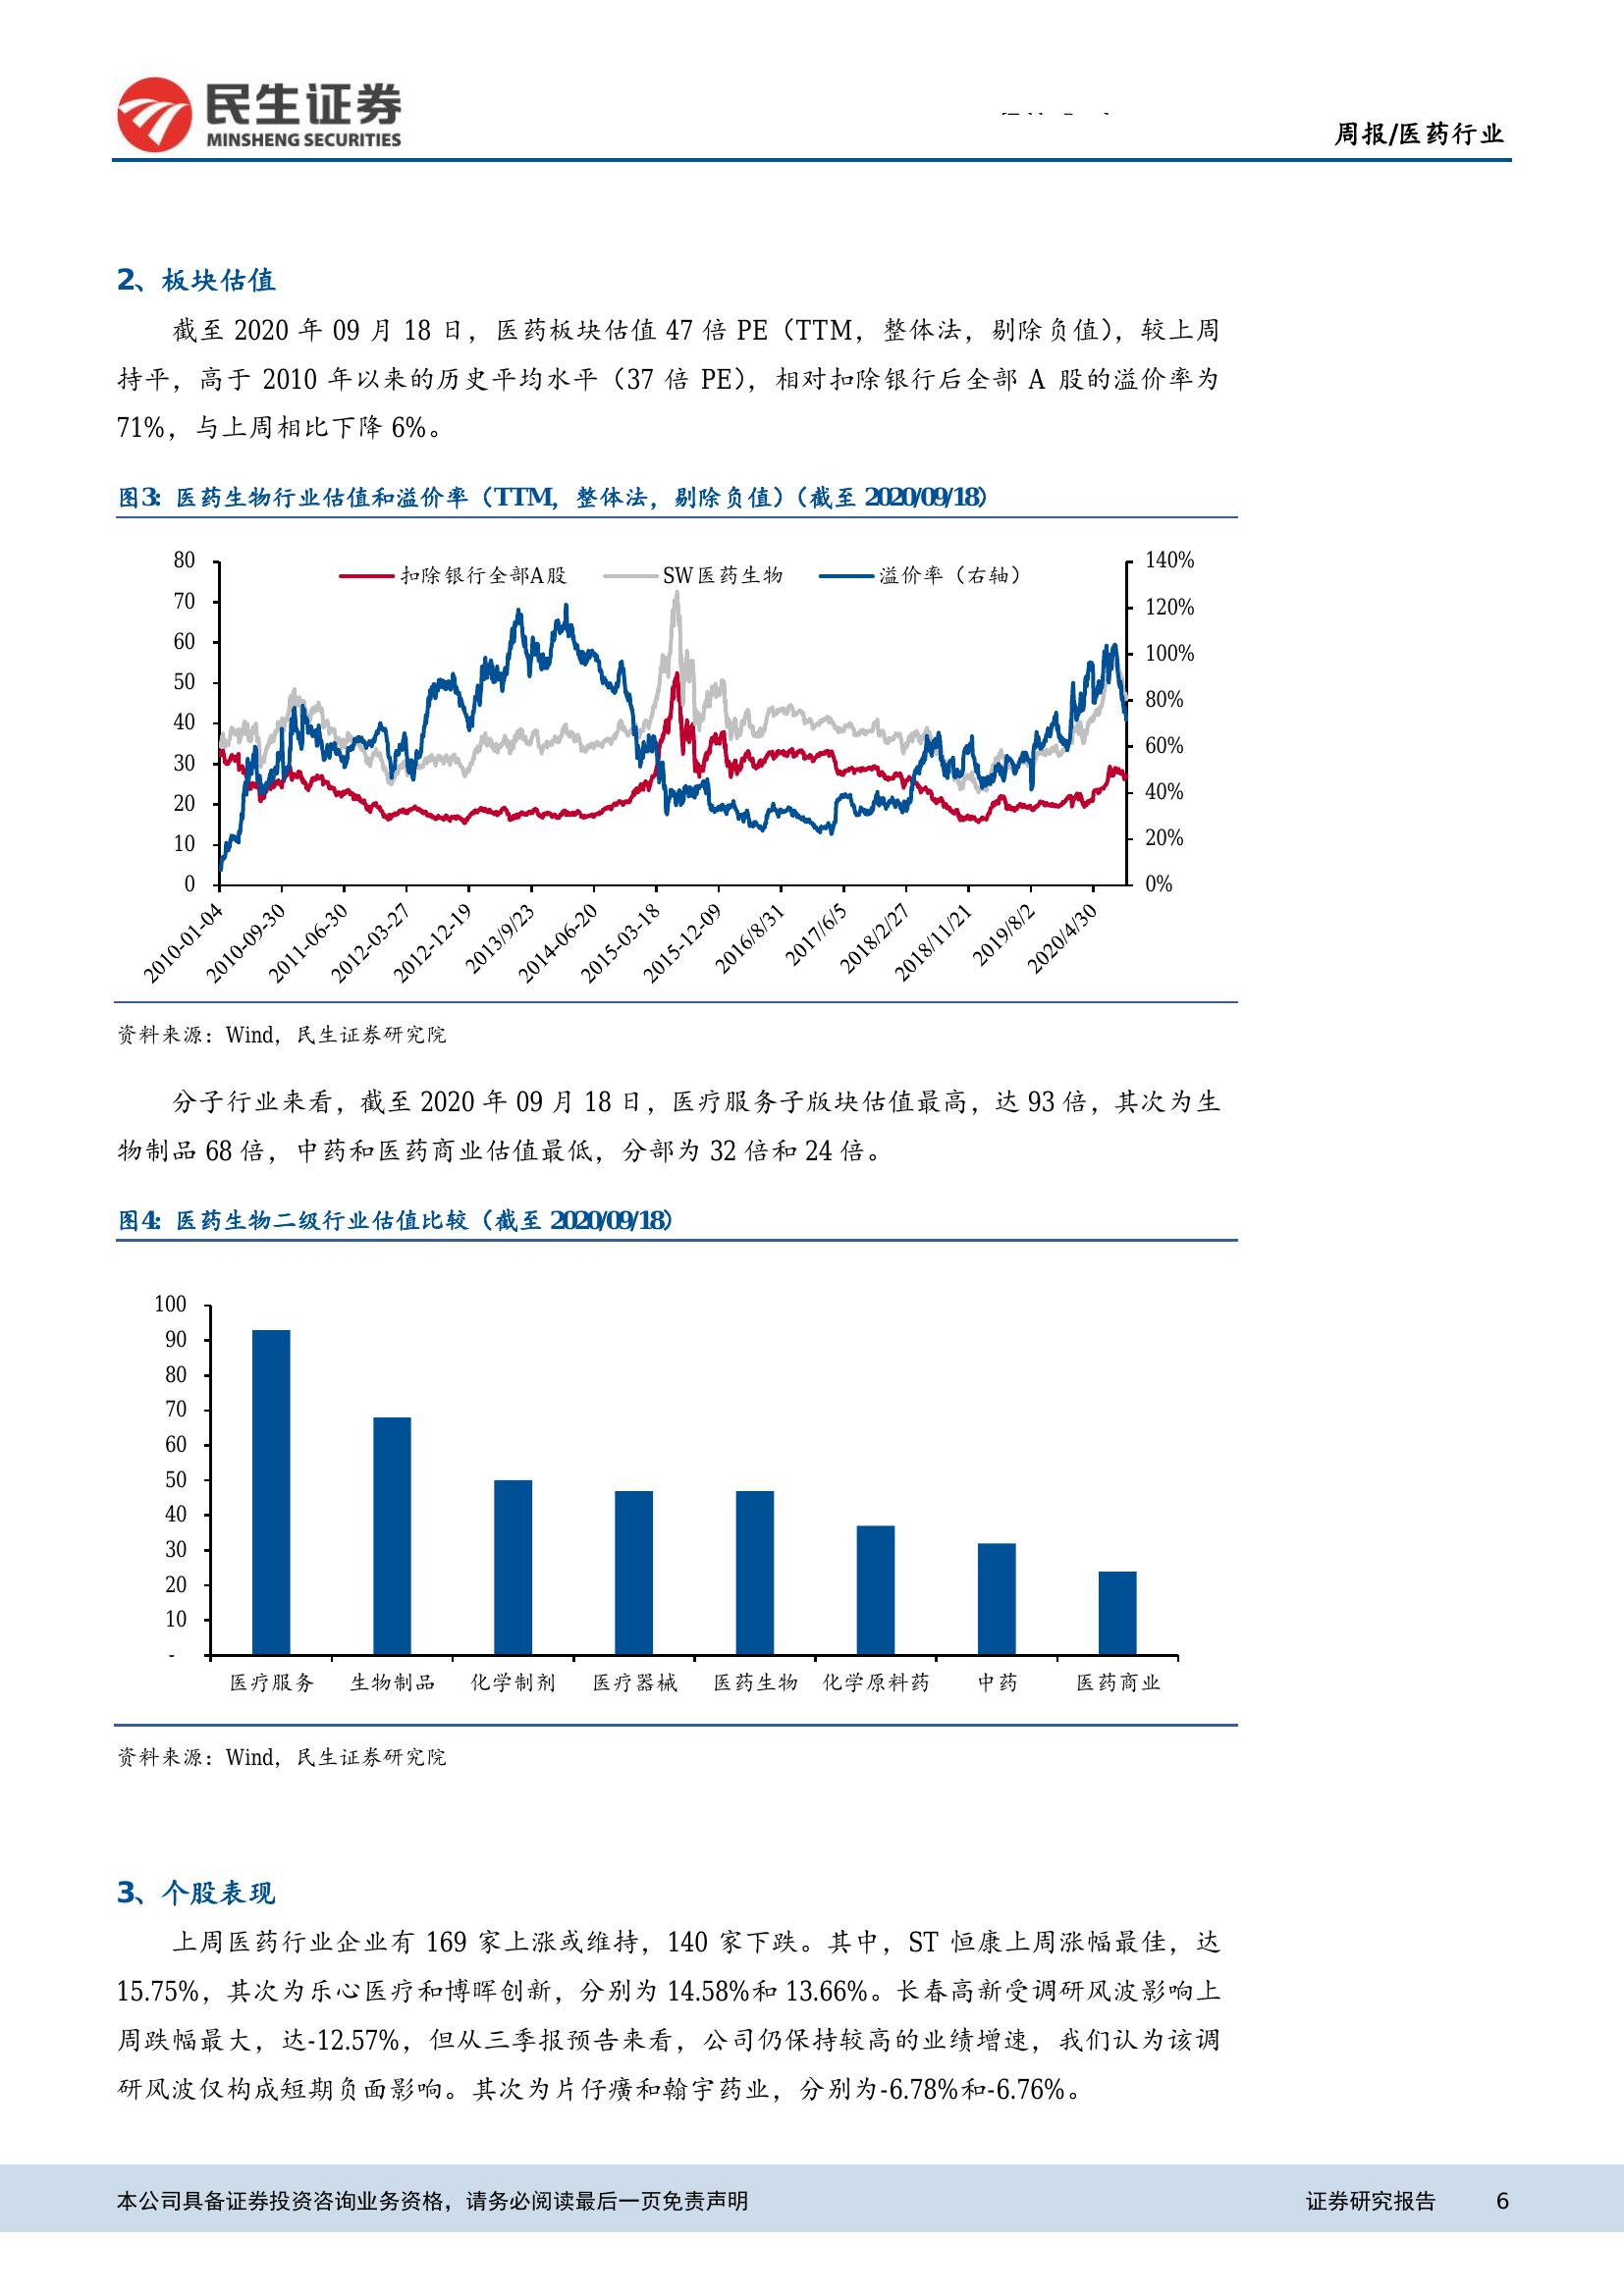 民生证券
MINSHENG SECURITIES
周报/医药行业
2、板块估值
截至 2020 年 09 月 18 日，医药板块估值 47 倍 PE（TTM，整体法，剔除负值），较上周
持平，高于 2010 年以来的历史平均水平（37 倍 PE），相对扣除银行后全部 A 股的溢价率为
71%，与上周相比下降 6%。
图3：医药生物行业估值和溢价率（TTM，整体法，剔除负值）（截至 2020/09/18）
扣除银行全部A股 SW医药生物 溢价率（右轴）
80 140%
70 120%
60 100%
50 80%
40 60%
30 40%
20 20%
10 0%
0
2010-01-04 2010-09-30 2011-06-30 2012-03-27 2012-12-19 2013/9/23 2014-06-20 2015-03-18 2015-12-09 2016/8/31 2017/6/5 2018/2/27 2018/11/21 2019/8/2 2020/4/30
资料来源：Wind，民生证券研究院
分子行业来看，截至 2020 年 09 月 18 日，医疗服务子版块估值最高，达 93 倍，其次为生
物制品 68 倍，中药和医药商业估值最低，分部为 32 倍和 24 倍。
图4：医药生物二级行业估值比较（截至 2020/09/18）
100
90
80
70
60
50
40
30
20
10
-
医疗服务 生物制品 化学制剂 医疗器械 医药生物 化学原料药 中药 医药商业
资料来源：Wind，民生证券研究院
3、个股表现
上周医药行业企业有 169 家上涨或维持，140 家下跌。其中，ST 恒康上周涨幅最佳，达
15.75%，其次为乐心医疗和博晖创新，分别为 14.58%和 13.66%。长春高新受调研风波影响上
周跌幅最大，达-12.57%，但从三季报预告来看，公司仍保持较高的业绩增速，我们认为该调
研风波仅构成短期负面影响。其次为片仔癀和翰宇药业，分别为-6.78%和-6.76%。
本公司具备证券投资咨询业务资格，请务必阅读最后一页免责声明 证券研究报告 6